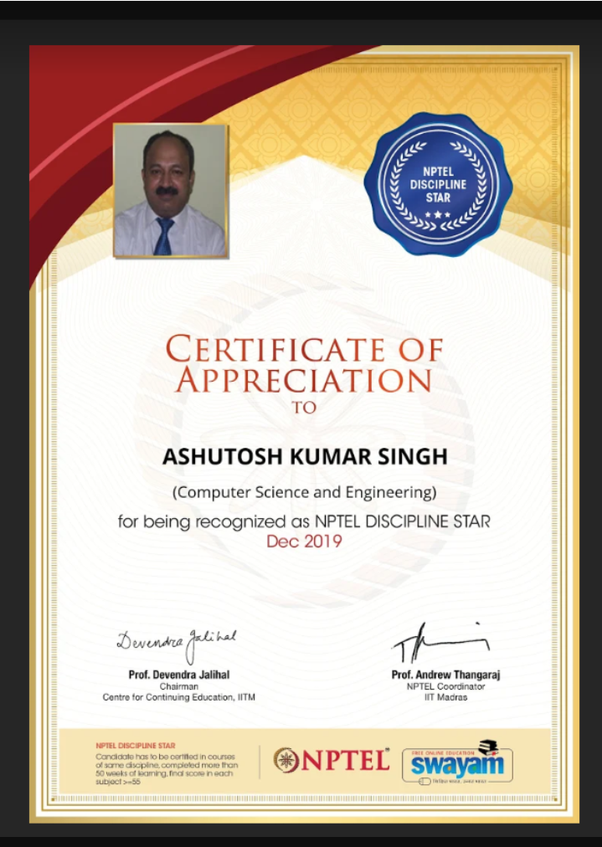 NPTEL
DISCIPLINE
STAR
CERTIFICATE OF
APPRECIATION
TO
ASHUTOSH KUMAR SINGH
(Computer Science and Engineering)
for being recognized as NPTEL DISCIPLINE STAR
Dec 2019
Devendra Jalihal
Prof. Devendra Jalihal
Chairman
Centre for Continuing Education, IITM
Prof. Andrew Thangaraj
NPTEL Coordinator
IIT Madras
NPTEL DISCIPLINE STAR
Candidate has to be certified in courses
of same discipline, completed more than
50 weeks of learning, final score in each
subject >=55
NPTEL
FREE ONLINE EDUCATION
swayam